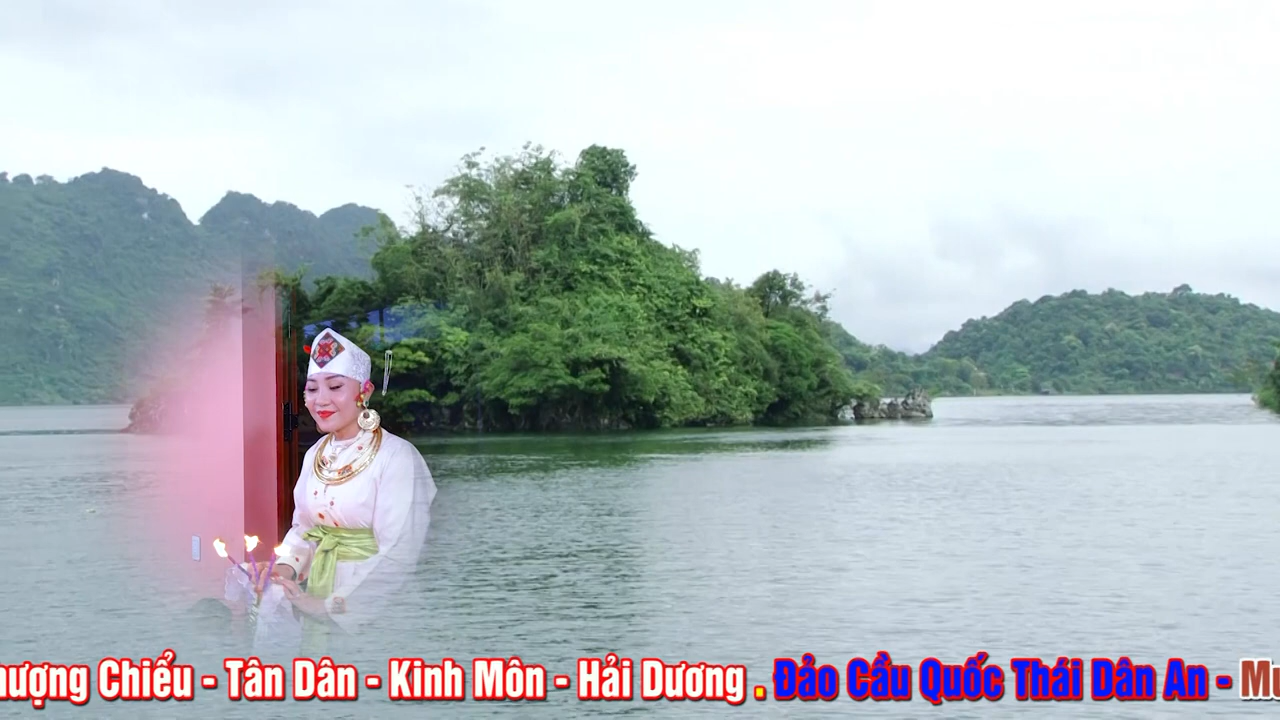 Chiểu - Tân Dân - Kinh Môn - Hải Dương . Đảo Cầu Quốc Thái Dân An -